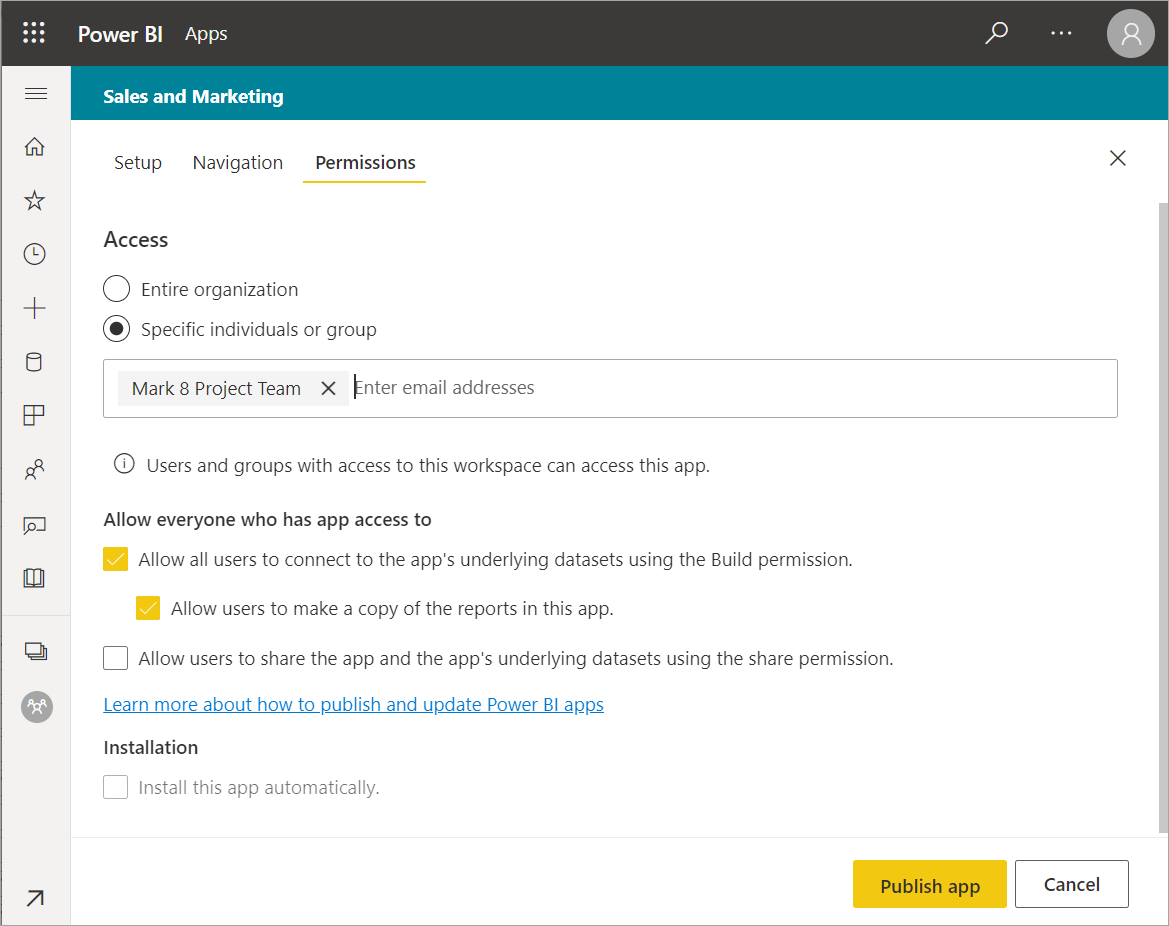 Power BI Apps
Sales and Marketing
Setup Navigation Permissions
Access
Entire organization
Specific individuals or group
Mark 8 Project Team Enter email addresses
Users and groups with access to this workspace can access this app.
Allow everyone who has app access to
Allow all users to connect to the app's underlying datasets using the Build permission.
Allow users to make a copy of the reports in this app.
Allow users to share the app and the app's underlying datasets using the share permission.
Learn more about how to publish and update Power BI apps
Installation
Install this app automatically.
Publish app Cancel